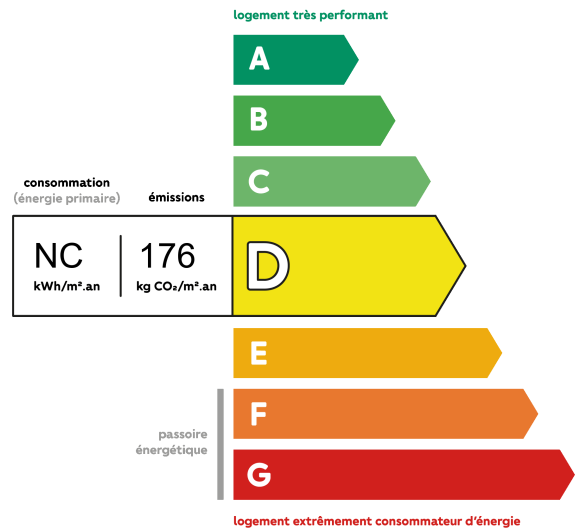 logement très performant
A
B
C
consommation
(énergie primaire)
émissions
NC
176
kWh/m².an
kg CO₂/m².an
D
E
F
passoire
énergétique
G
logement extrêmement consommateur d'énergie